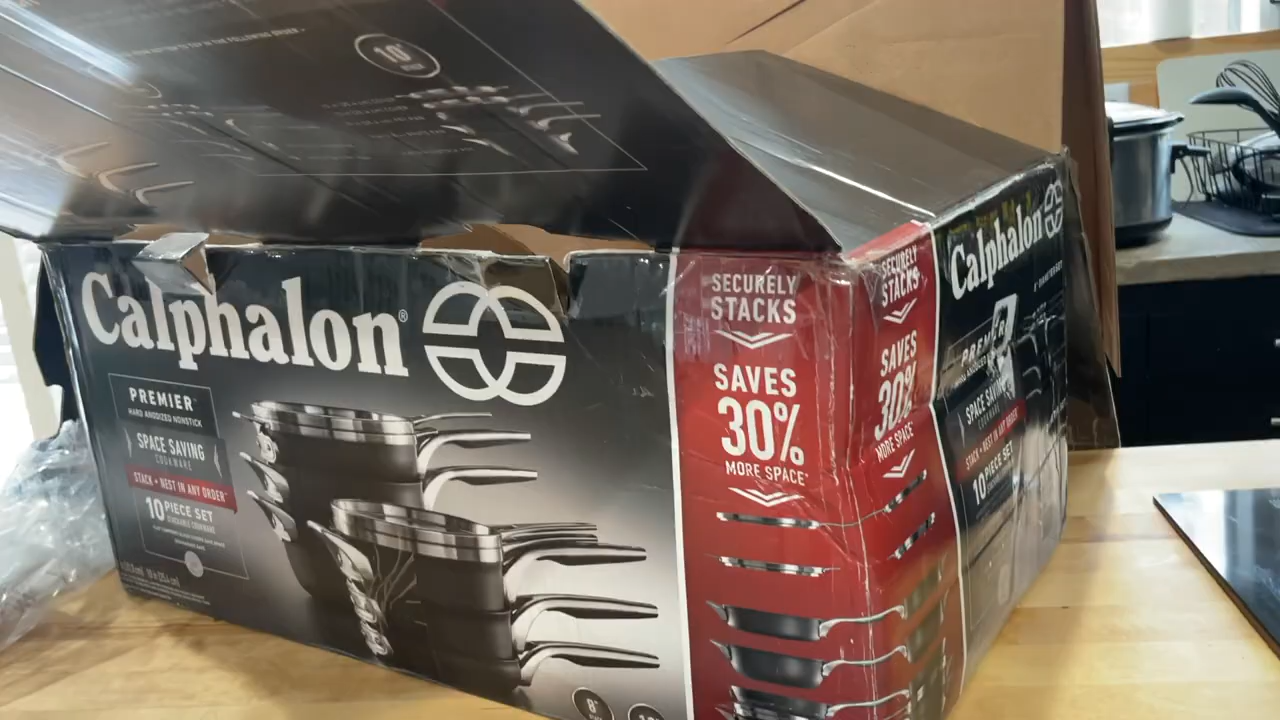 10"
Calphalon®
PREMIER™
HARD ANODIZED NONSTICK
SPACE SAVING
COOKWARE
STACK + NEST IN ANY ORDER*
10 PIECE SET
SECURELY
STACKS
SAVES
30%
MORE SPACE*
8"
SECURELY
STACKS
SAVES
30%
MORE SPACE*
Calphalon
PREMIER
SPACE SAVING
COOKWARE
STACK + NEST IN ANY ORDER
10 PIECE SET